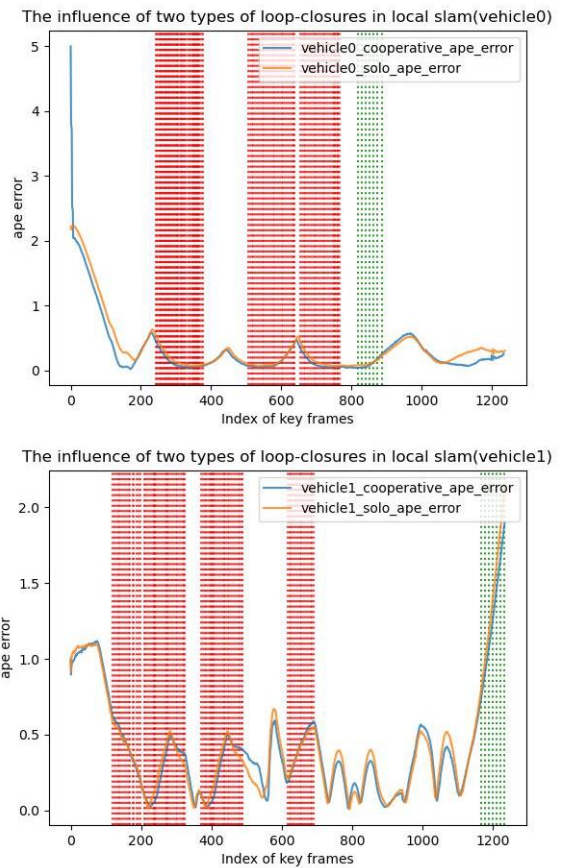 The influence of two types of loop-closures in local slam(vehicle0)
vehicle0_cooperative_ape_error
vehicle0_solo_ape_error
ape error
5
4
3
2
1
0
0 200 400 600 800 1000 1200
Index of key frames
The influence of two types of loop-closures in local slam(vehicle1)
vehicle1_cooperative_ape_error
vehicle1_solo_ape_error
ape error
2.0
1.5
1.0
0.5
0.0
0 200 400 600 800 1000 1200
Index of key frames